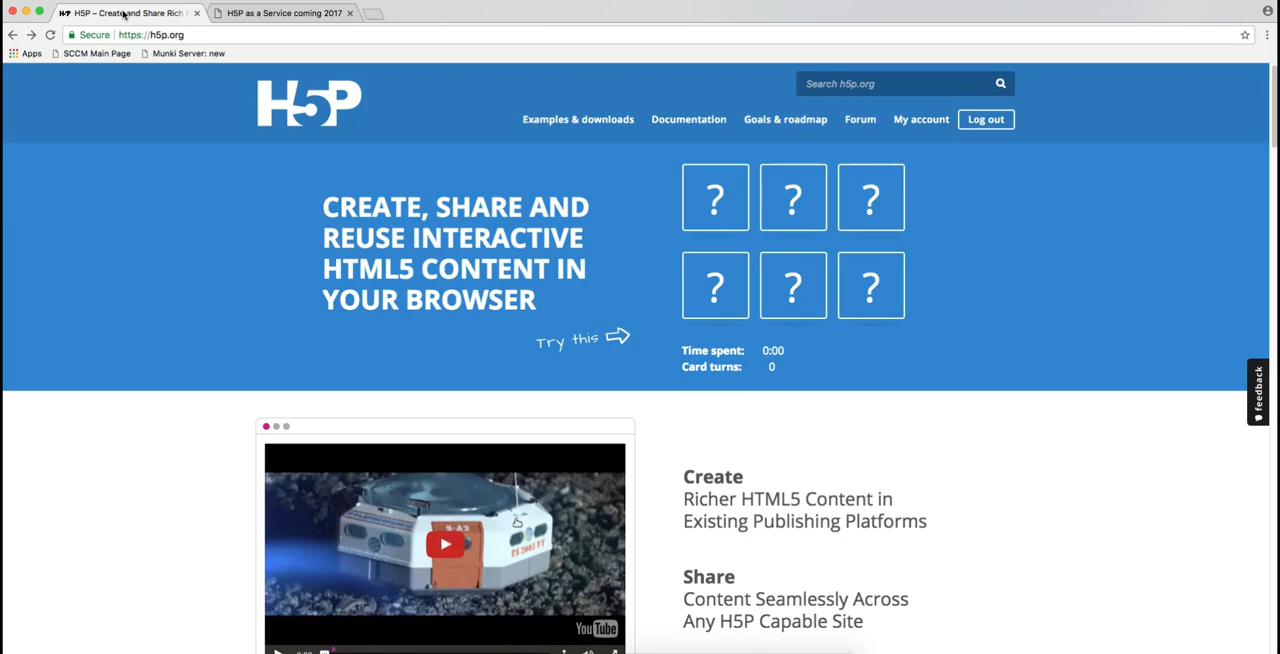 H5P – Create and Share Rich H
H5P as a Service coming 2017
Secure
https://h5p.org
Apps
SCCM Main Page
Munki Server: new
H5P
Search h5p.org
Examples & downloads
Documentation
Goals & roadmap
Forum
My account
Log out
CREATE, SHARE AND
REUSE INTERACTIVE
HTML5 CONTENT IN
YOUR BROWSER
Try this
? ? ?
? ? ?
Time spent: 0:00
Card turns: 0
feedback
S-A3
YouTube
Create
Richer HTML5 Content in
Existing Publishing Platforms
Share
Content Seamlessly Across
Any H5P Capable Site